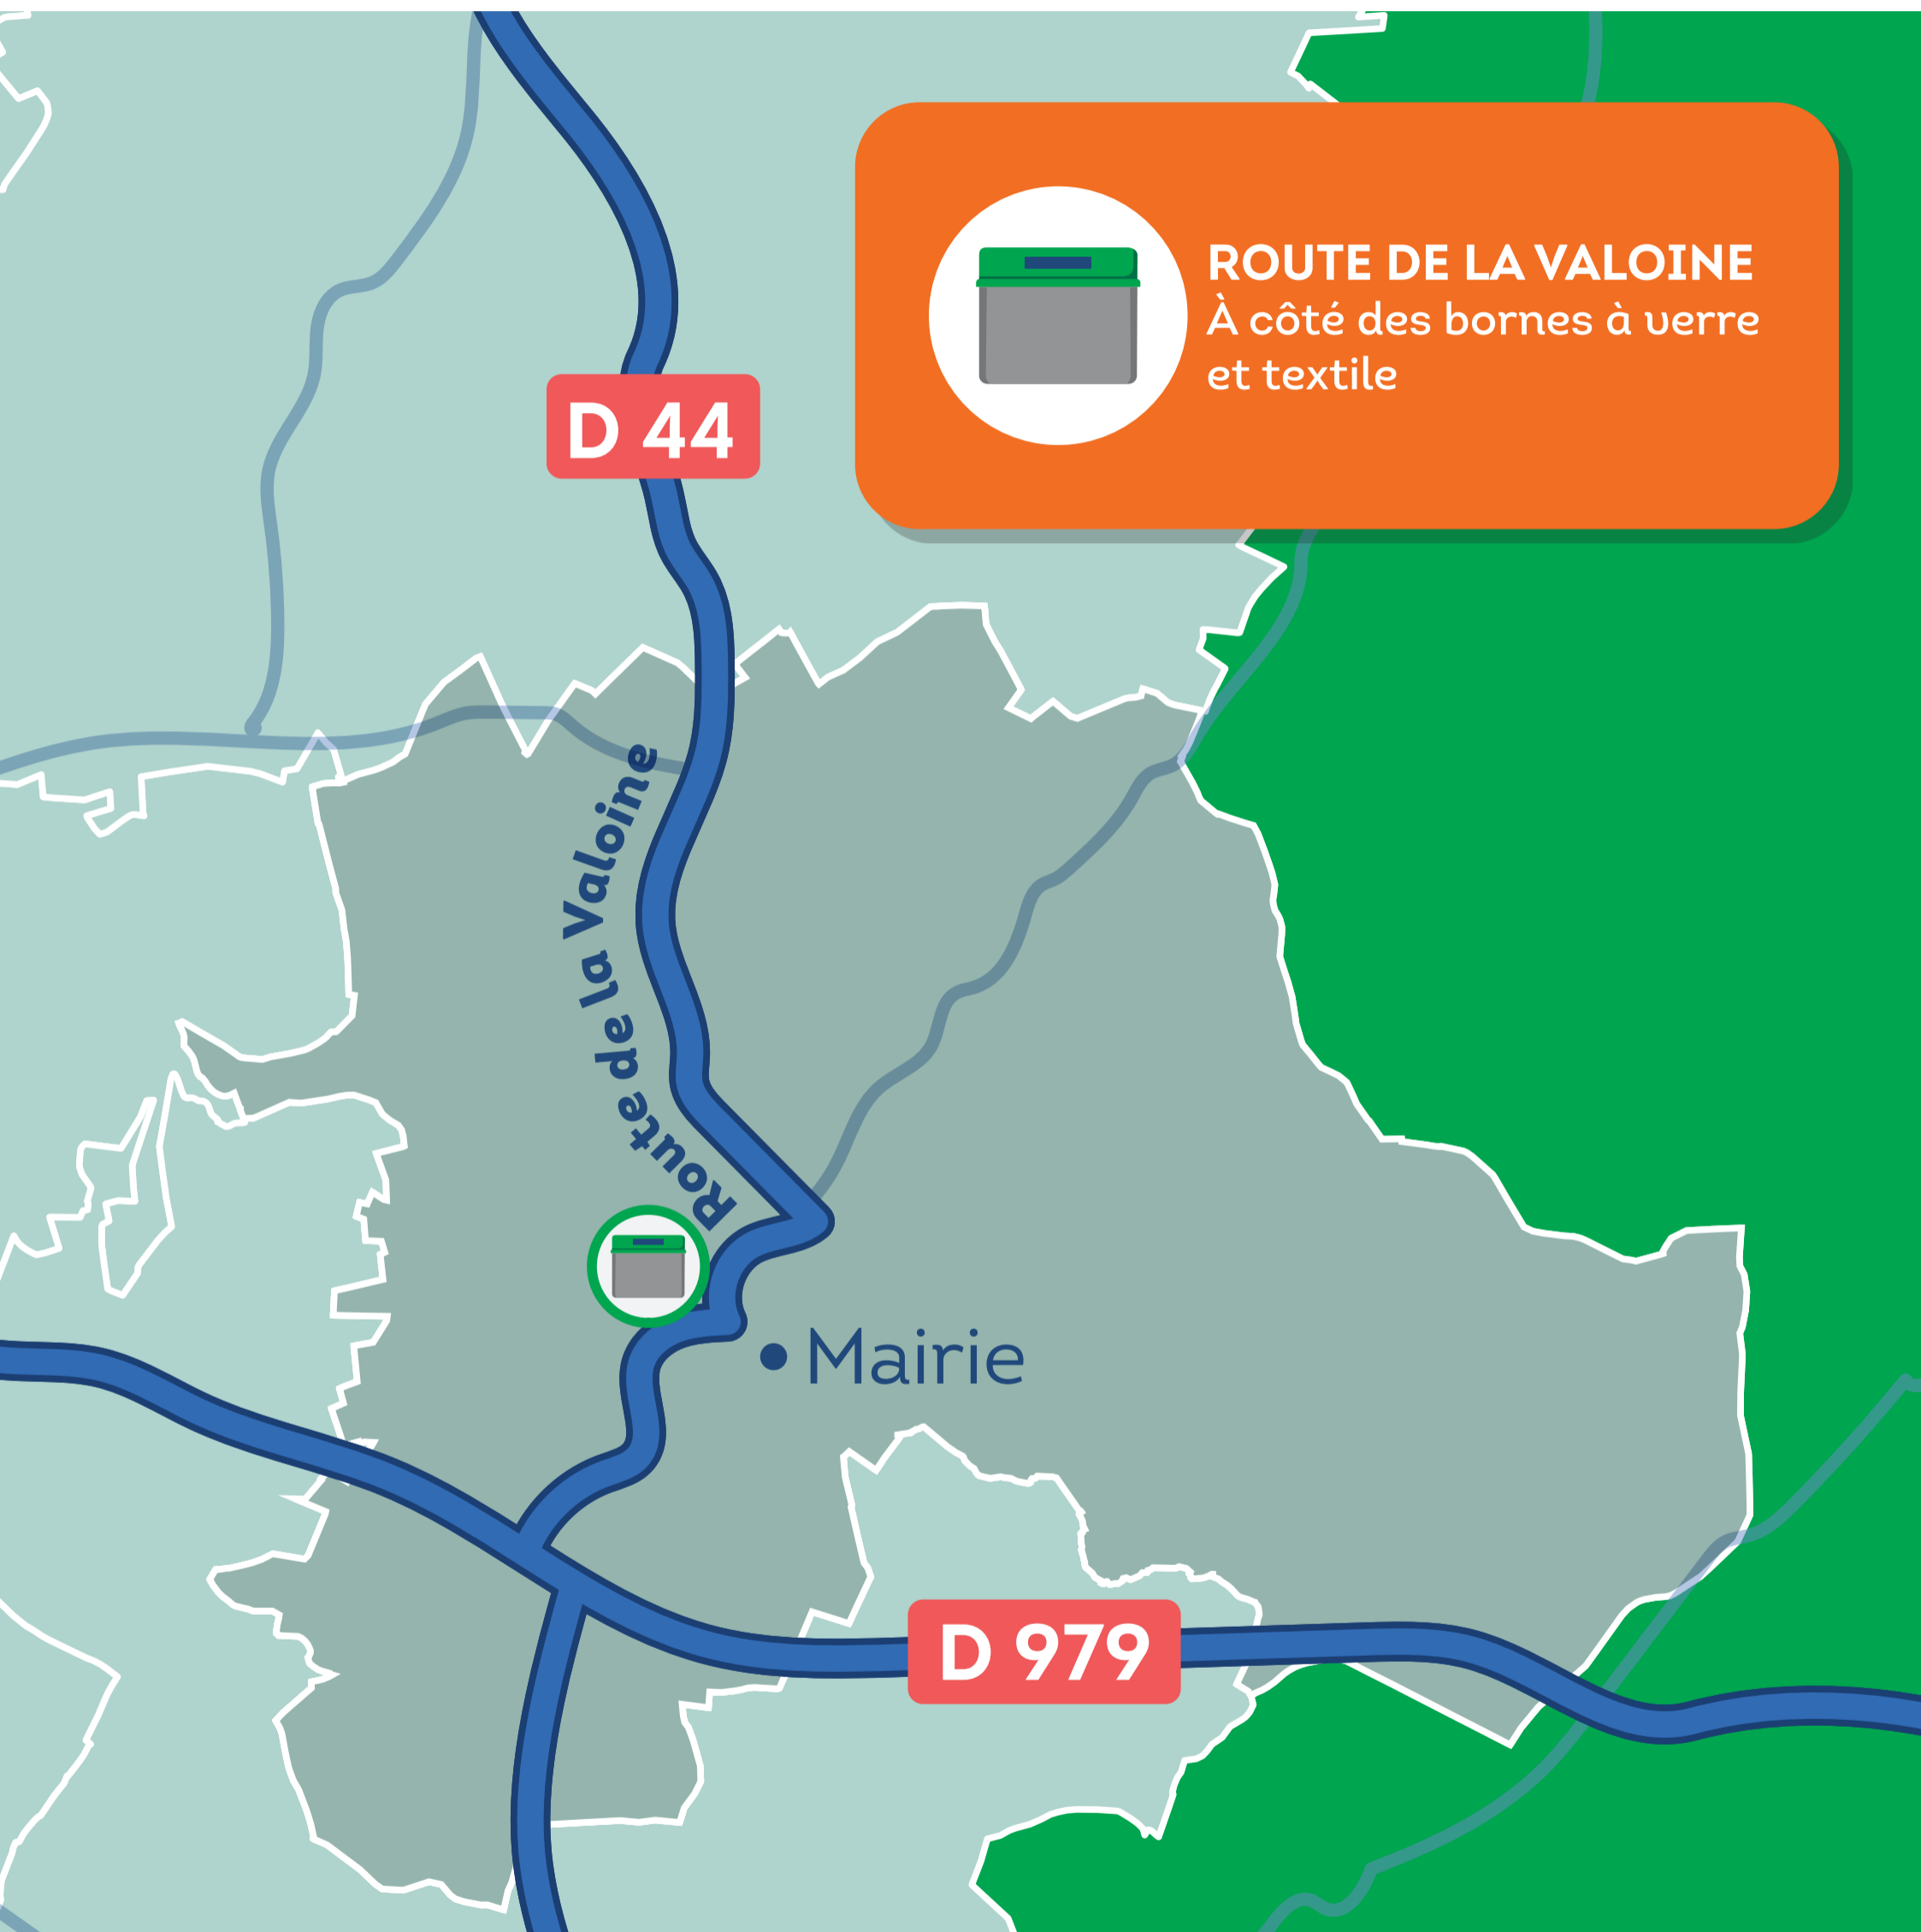 ROUTE DE LA VALOINE
À côté des bornes à verre
et textile
D 44
Route de la Valoine
Mairie
D 979